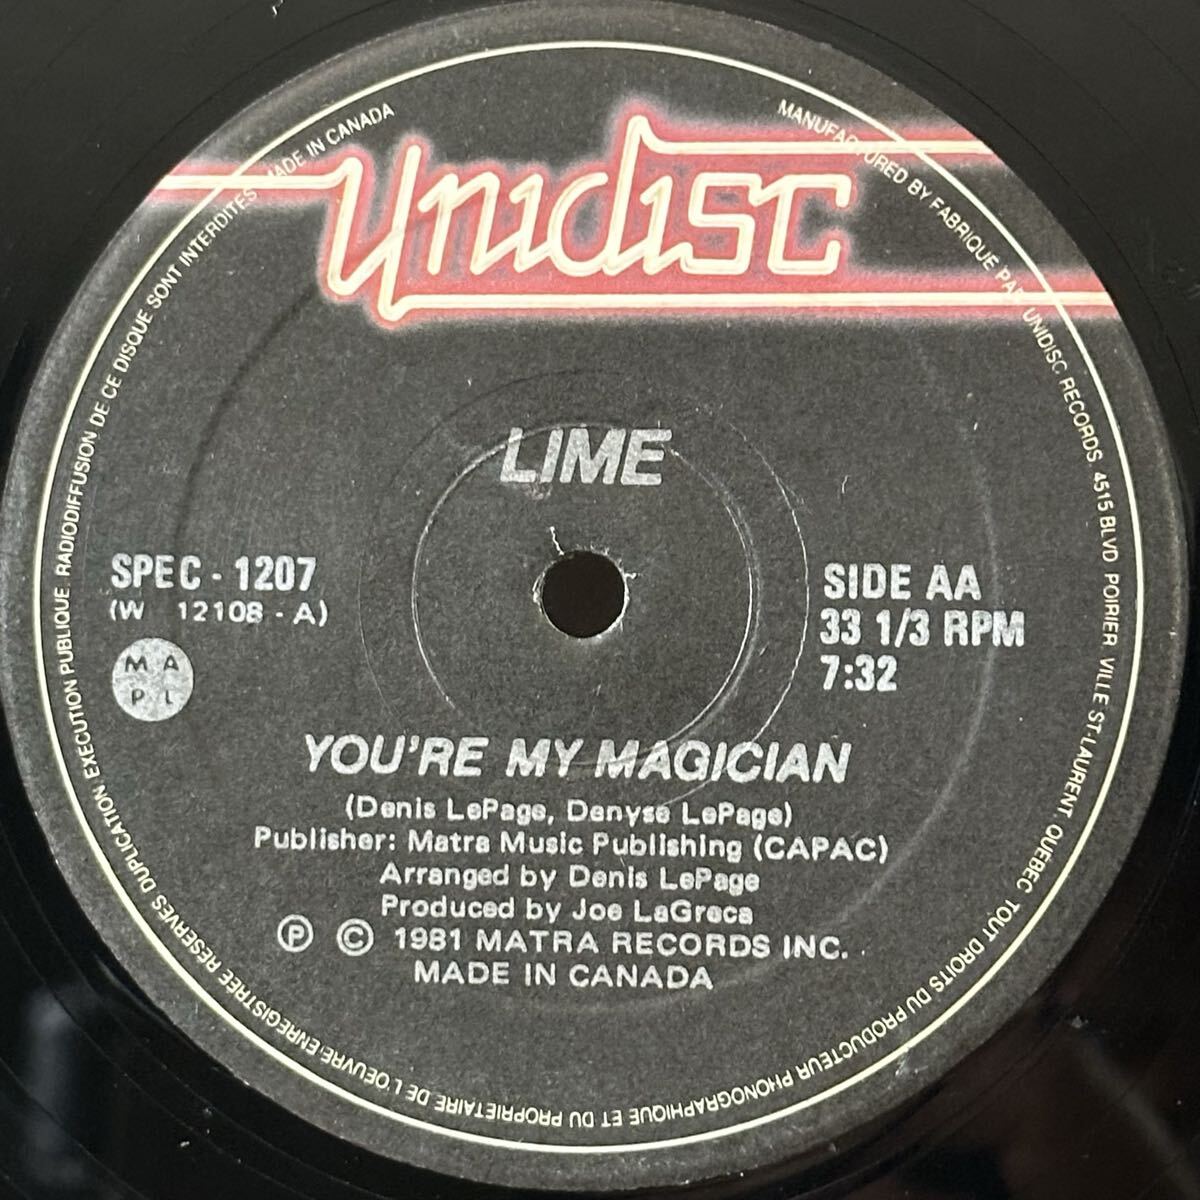 Unidisc
LIME
SPEC - 1207
(W 12108 - A)
M A
P L
SIDE AA
33 1/3 RPM
7:32
YOU'RE MY MAGICIAN
(Denis LePage, Denyse LePage)
Publisher: Matra Music Publishing (CAPAC)
Arranged by Denis LePage
Produced by Joe LaGreca
Ⓟ © 1981 MATRA RECORDS INC.
MADE IN CANADA
MANUFACTURED BY FABRIQUE PAR UNIDISC RECORDS, 4515 BLVD POIRIER VILLE ST-LAURENT, QUEBEC TOUT DROITS DU PRODUCTEUR PHONOGRAPHIQUE ET DU PROPRIETAIRE DE L'OEUVRE ENREGISTRÉE RÉSERVES DUPLICATION EXECUTION PUBLIQUE RADIODIFFUSION DE CE DISQUE SONT INTERDITES MADE IN CANADA